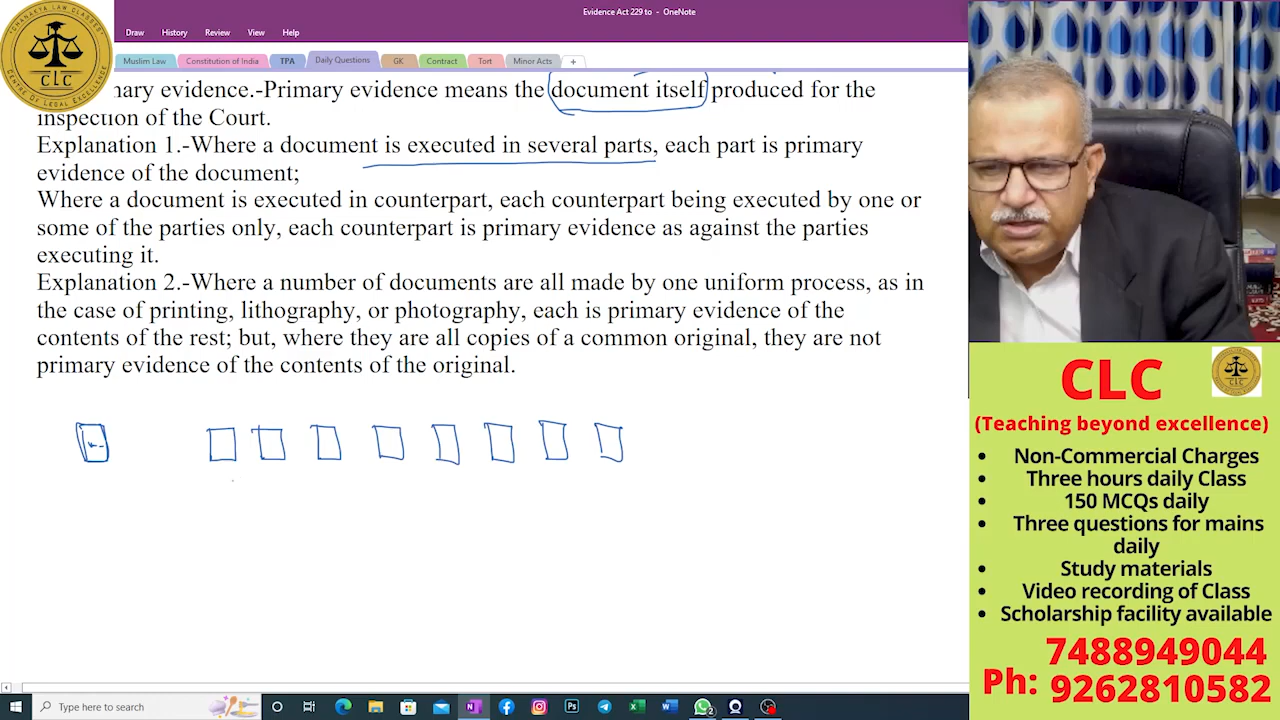 Evidence Act 229 to - OneNote
CHANAKYA LAW CLASSES
CLC
CENTRE OF LEGAL EXCELLENCE
Draw History Review View Help
Muslim Law Constitution of India TPA Daily Questions GK Contract Tort Minor Acts +
mary evidence.-Primary evidence means the document itself produced for the
inspection of the Court.
Explanation 1.-Where a document is executed in several parts, each part is primary
evidence of the document;
Where a document is executed in counterpart, each counterpart being executed by one or
some of the parties only, each counterpart is primary evidence as against the parties
executing it.
Explanation 2.-Where a number of documents are all made by one uniform process, as in
the case of printing, lithography, or photography, each is primary evidence of the
contents of the rest; but, where they are all copies of a common original, they are not
primary evidence of the contents of the original.
CLC
(Teaching beyond excellence)
• Non-Commercial Charges
• Three hours daily Class
• 150 MCQs daily
• Three questions for mains
daily
• Study materials
• Video recording of Class
• Scholarship facility available
Ph: 7488949044
9262810582
Type here to search